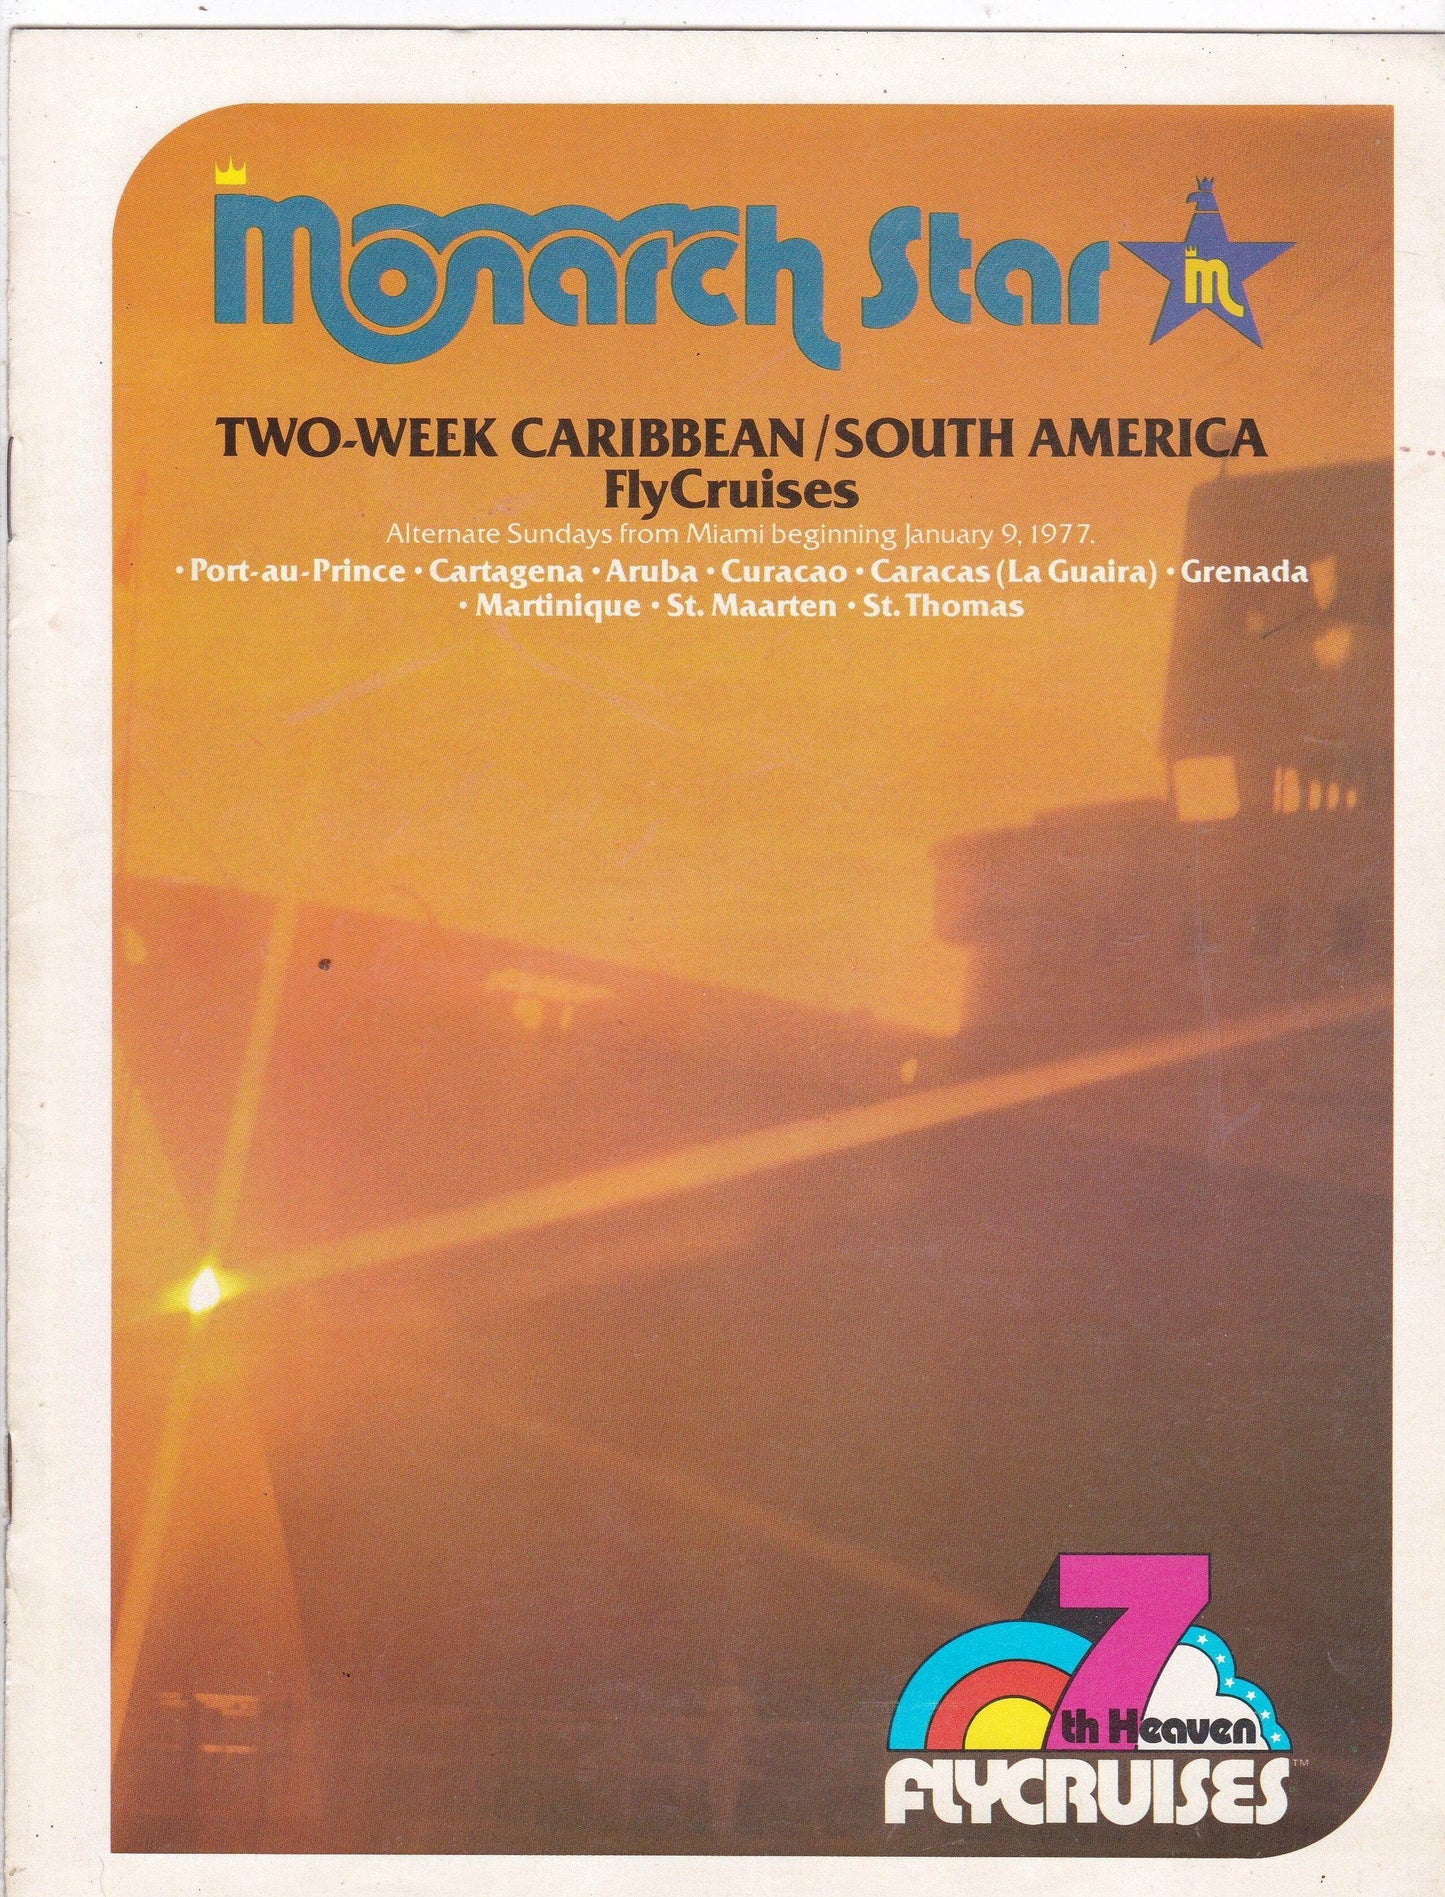 Monarch Star
m
TWO-WEEK CARIBBEAN/SOUTH AMERICA
FlyCruises
Alternate Sundays from Miami beginning January 9, 1977.
• Port-au-Prince • Cartagena • Aruba • Curacao • Caracas (La Guaira) • Grenada
• Martinique • St. Maarten • St. Thomas
7th Heaven
FLYCRUISES™